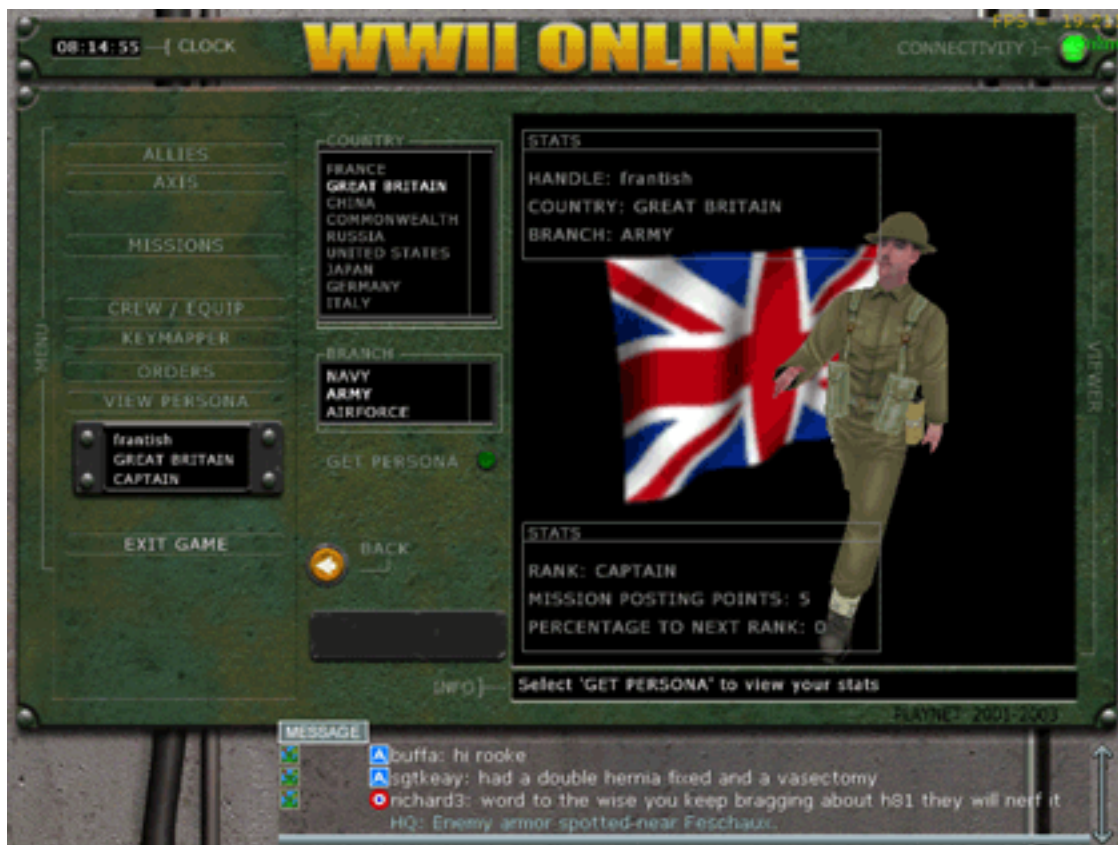 FPS = 19.2
08:14:55 CLOCK
WWII ONLINE
CONNECTIVITY
MENU
ALLIES
AXIS
MISSIONS
CREW / EQUIP
KEYMAPPER
ORDERS
VIEW PERSONA
frantish
GREAT BRITAIN
CAPTAIN
EXIT GAME
COUNTRY
FRANCE
GREAT BRITAIN
CHINA
COMMONWEALTH
RUSSIA
UNITED STATES
JAPAN
GERMANY
ITALY
BRANCH
NAVY
ARMY
AIRFORCE
GET PERSONA
BACK
STATS
HANDLE: frantish
COUNTRY: GREAT BRITAIN
BRANCH: ARMY
STATS
RANK: CAPTAIN
MISSION POSTING POINTS: 5
PERCENTAGE TO NEXT RANK: 0
VIEWER
INFO
Select 'GET PERSONA' to view your stats
PLAYNET 2001-2003
MESSAGE
A buffa: hi rooke
A sgtkeay: had a double hernia fixed and a vasectomy
richard3: word to the wise you keep bragging about h81 they will nerf it
HQ: Enemy armor spotted near Feschaux.